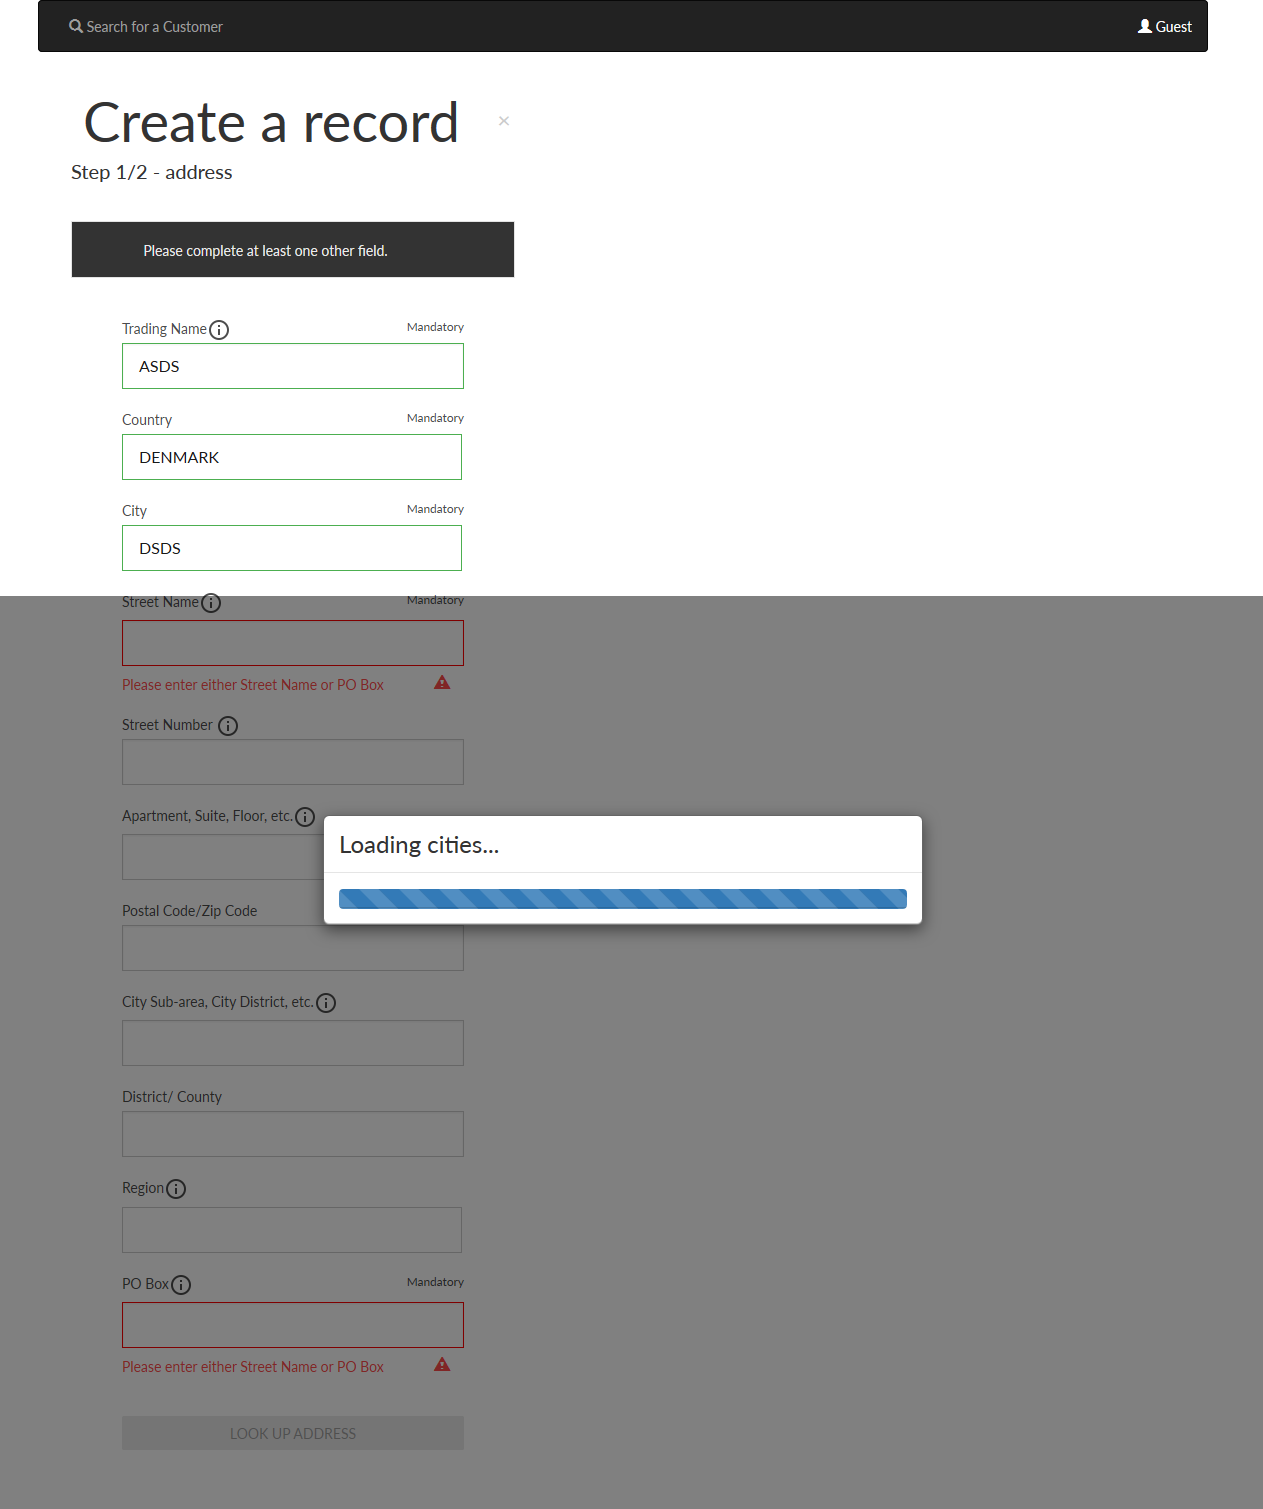 Search for a Customer
Guest
Create a record
×
Step 1/2 - address
Please complete at least one other field.
Trading Name
Mandatory
ASDS
Country
Mandatory
DENMARK
City
Mandatory
DSDS
Street Name
Mandatory
Please enter either Street Name or PO Box
Street Number
Apartment, Suite, Floor, etc.
Loading cities...
Postal Code/Zip Code
City Sub-area, City District, etc.
District/ County
Region
PO Box
Mandatory
Please enter either Street Name or PO Box
LOOK UP ADDRESS